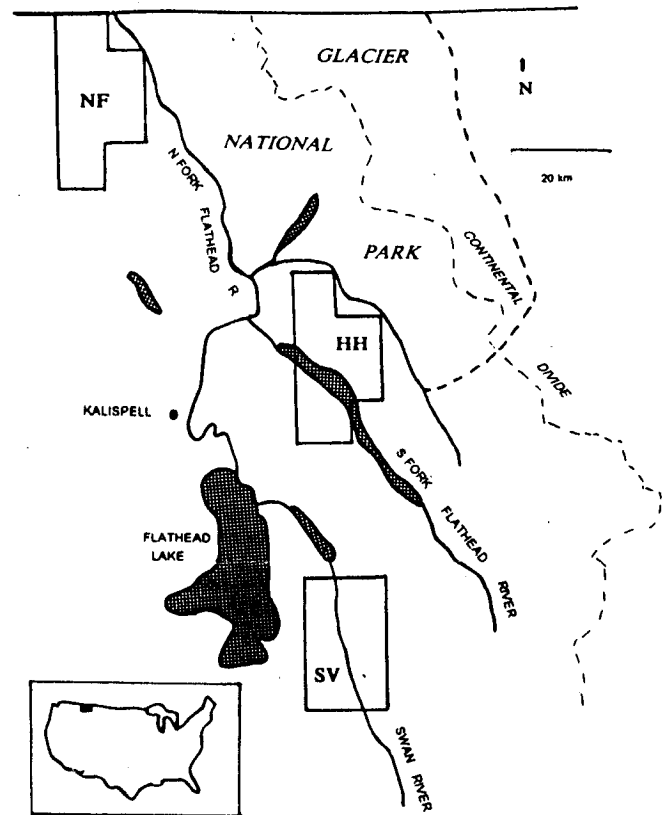 GLACIER
N
NF
NATIONAL
20 km
N FORK FLATHEAD R
PARK
CONTINENTAL
DIVIDE
HH
KALISPELL
S FORK FLATHEAD RIVER
FLATHEAD
LAKE
SV
SWAN RIVER